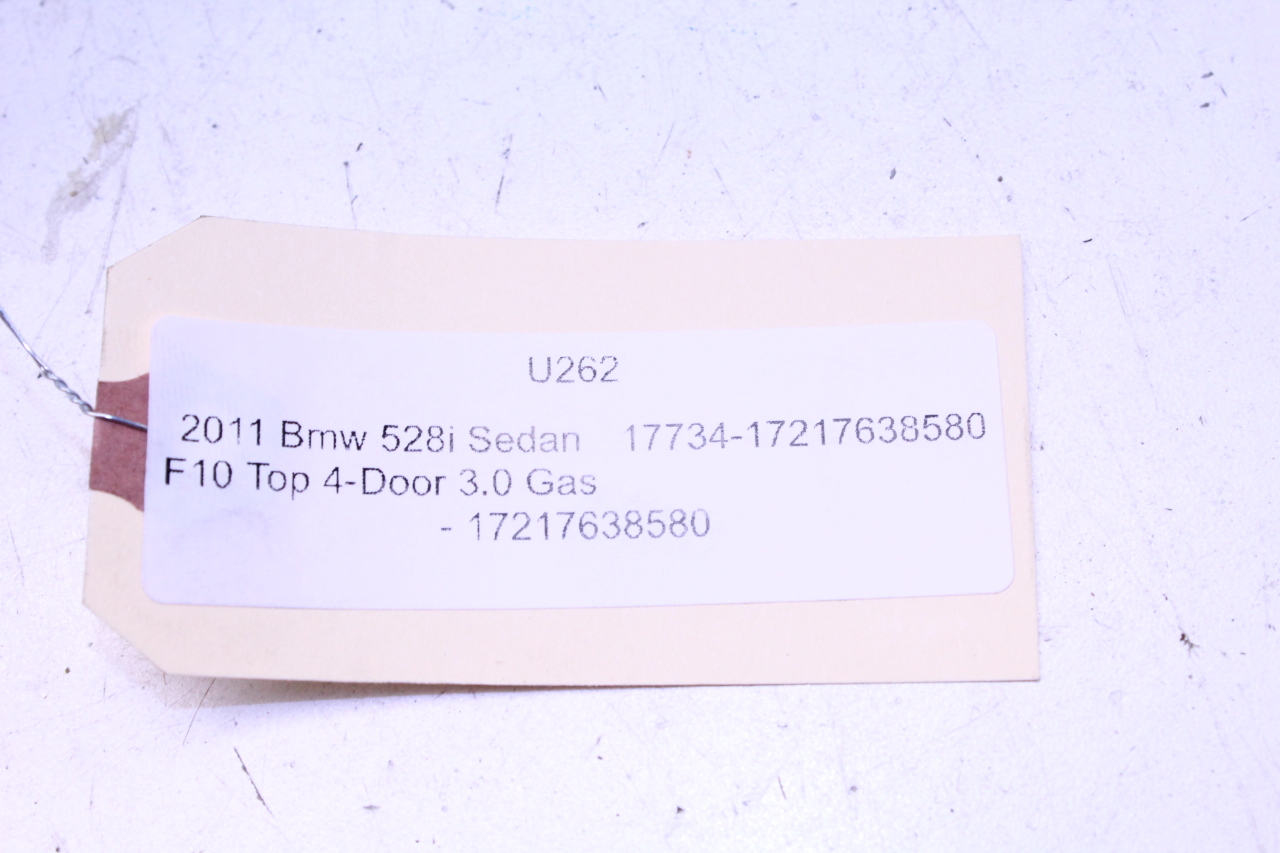 U262
2011 Bmw 528i Sedan 17734-17217638580
F10 Top 4-Door 3.0 Gas
- 17217638580